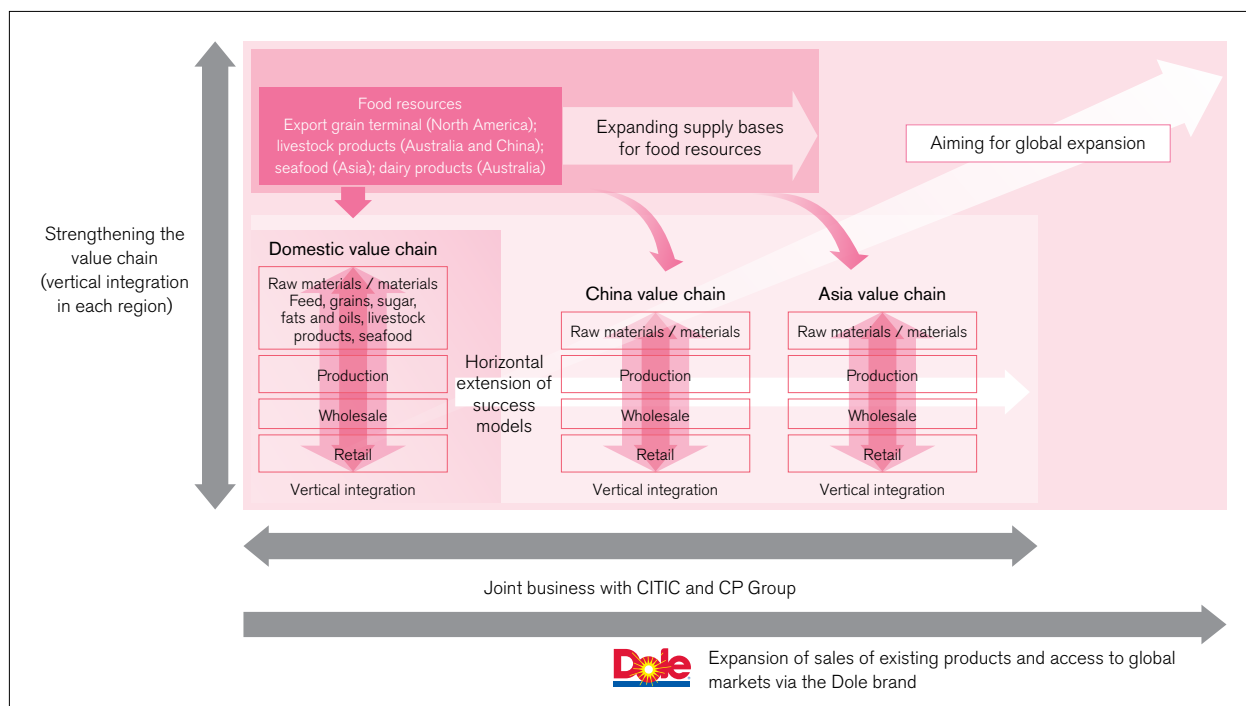 Food resources
Export grain terminal (North America);
livestock products (Australia and China);
seafood (Asia); dairy products (Australia)
Expanding supply bases
for food resources
Aiming for global expansion
Strengthening the
value chain
(vertical integration
in each region)
Domestic value chain
Raw materials / materials
Feed, grains, sugar,
fats and oils, livestock
products, seafood
Production
Wholesale
Retail
Vertical integration
Horizontal
extension of
success
models
China value chain
Raw materials / materials
Production
Wholesale
Retail
Vertical integration
Asia value chain
Raw materials / materials
Production
Wholesale
Retail
Vertical integration
Joint business with CITIC and CP Group
Dole®
Expansion of sales of existing products and access to global
markets via the Dole brand